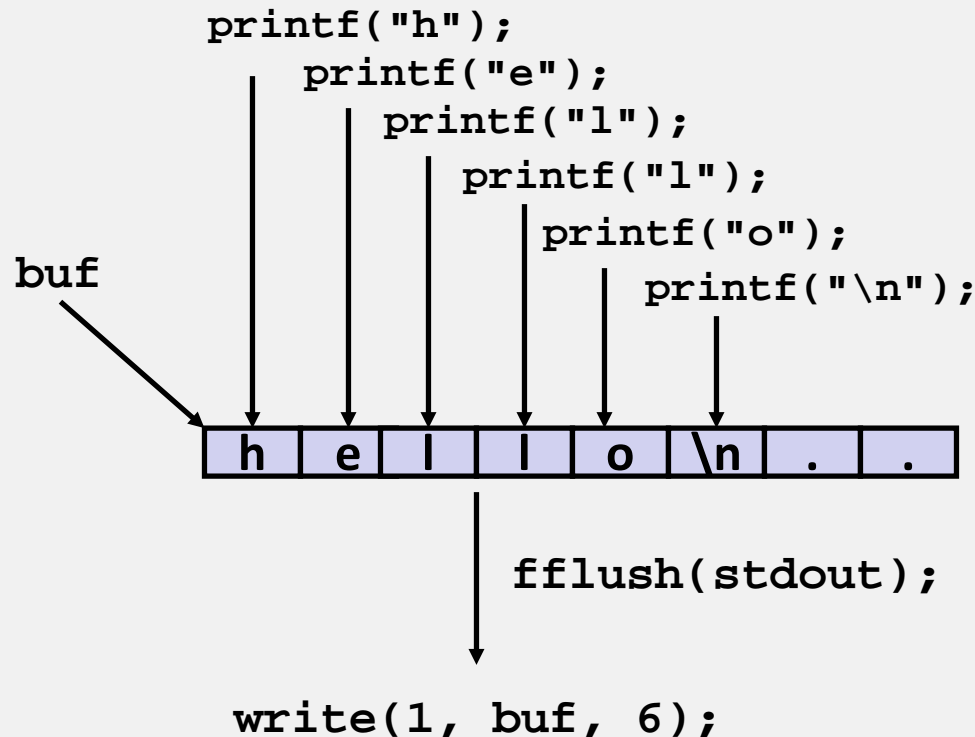 printf("h");
printf("e");
printf("l");
printf("l");
printf("o");
buf
printf("\n");
h e l l o \n . .
fflush(stdout);
write(1, buf, 6);